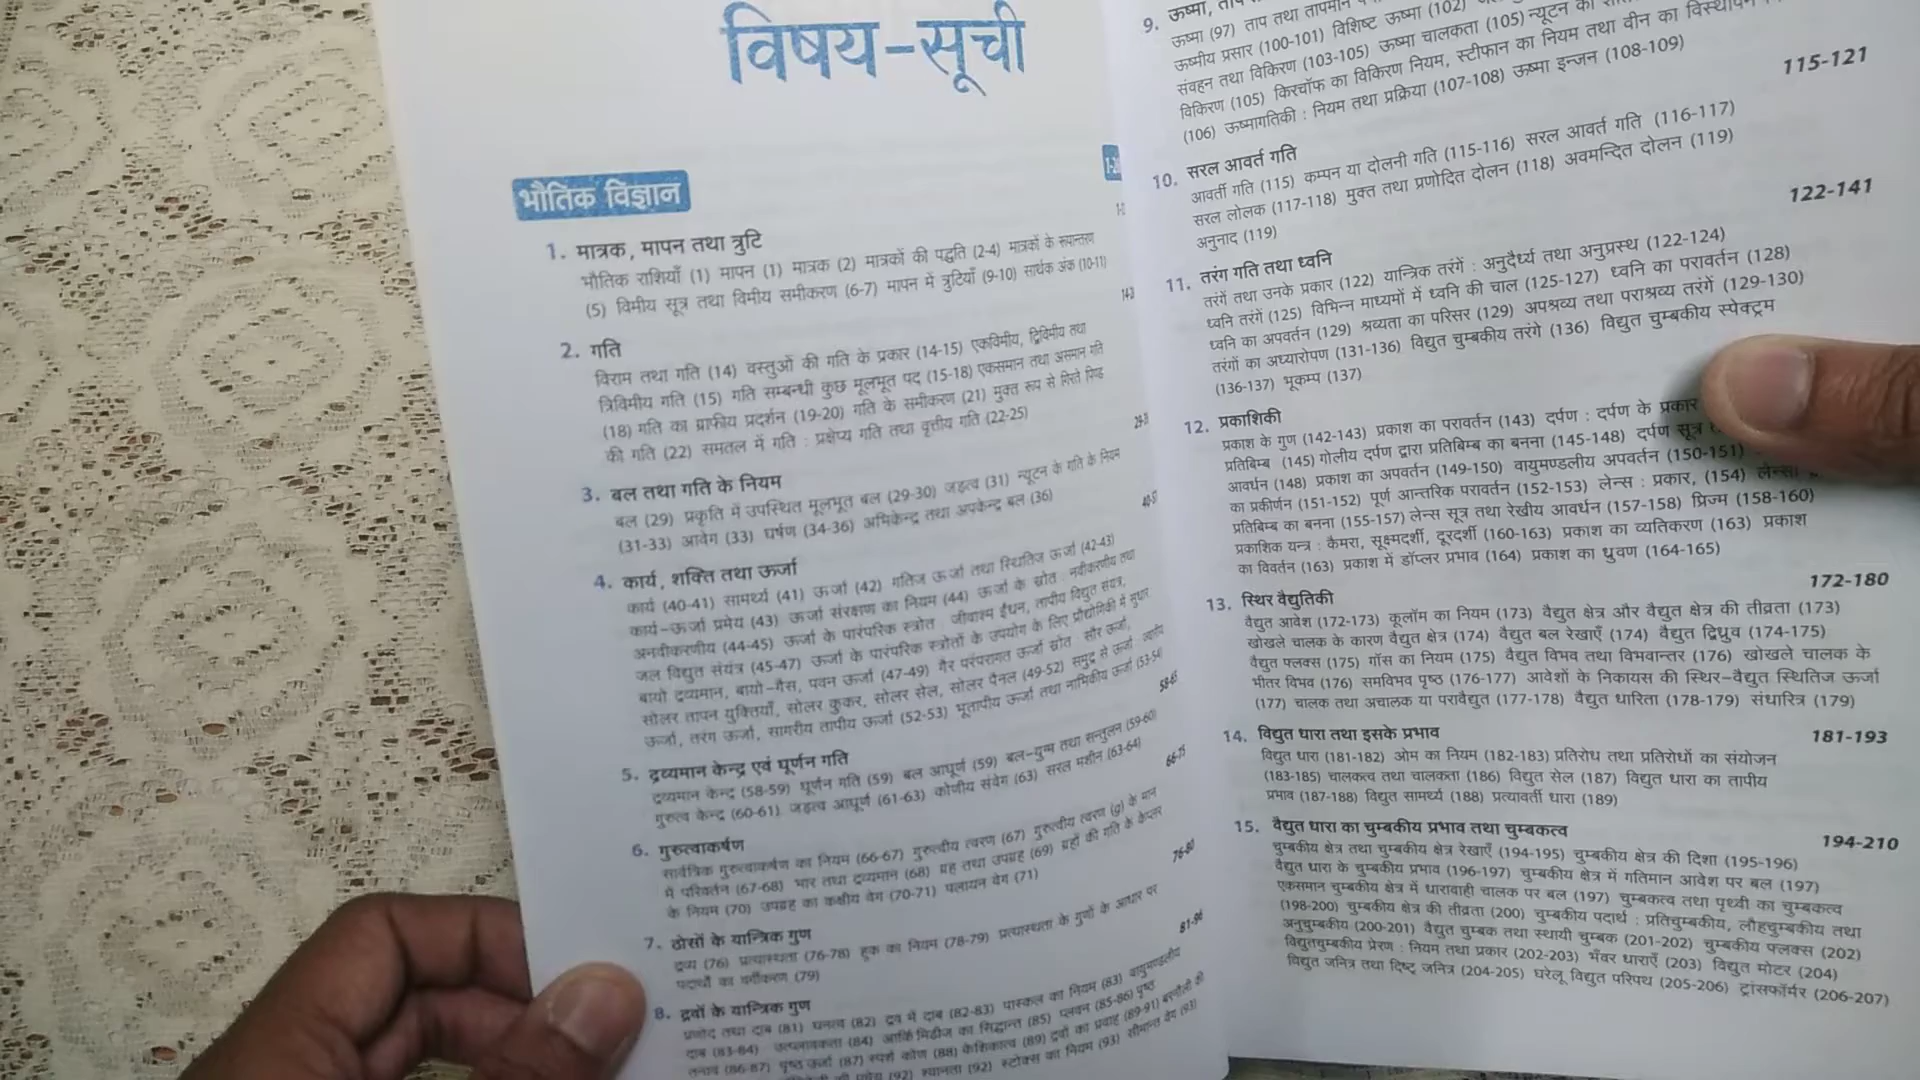 विषय-सूची
भौतिक विज्ञान
1. मात्रक, मापन तथा त्रुटि
भौतिक राशियाँ (1) मापन (1) मात्रक (2) मात्रकों की पद्धति (2-4) मात्रकों के रूपान्तरण
(5) विमीय सूत्र तथा विमीय समीकरण (6-7) मापन में त्रुटियाँ (9-10) सार्थक अंक (10-11)
2. गति
विराम तथा गति (14) वस्तुओं की गति के प्रकार (14-15) एकविमीय, द्विविमीय तथा
त्रिविमीय गति (15) गति सम्बन्धी कुछ मूलभूत पद (15-18) एकसमान तथा असमान गति
(18) गति का ग्राफीय प्रदर्शन (19-20) गति के समीकरण (21) मुक्त रूप से गिरते पिण्ड
की गति (22) समतल में गति : प्रक्षेप्य गति तथा वृत्तीय गति (22-25)
3. बल तथा गति के नियम
बल (29) प्रकृति में उपस्थित मूलभूत बल (29-30) जड़त्व (31) न्यूटन के गति के नियम
(31-33) आवेग (33) घर्षण (34-36) अभिकेन्द्र तथा अपकेन्द्र बल (36)
4. कार्य, शक्ति तथा ऊर्जा
कार्य (40-41) सामर्थ्य (41) ऊर्जा (42) गतिज ऊर्जा तथा स्थितिज ऊर्जा (42-43)
कार्य-ऊर्जा प्रमेय (43) ऊर्जा संरक्षण का नियम (44) ऊर्जा के स्रोत : नवीकरणीय तथा
अनवीकरणीय (44-45) ऊर्जा के पारंपरिक स्त्रोत : जीवाश्म ईंधन, तापीय विद्युत संयंत्र,
जल विद्युत संयंत्र (45-47) ऊर्जा के पारंपरिक स्त्रोतों के उपयोग के लिए प्रौद्योगिकी में सुधार
बायो द्रव्यमान, बायो-गैस, पवन ऊर्जा (47-49) गैर परंपरागत ऊर्जा स्रोत : सौर ऊर्जा,
सोलर तापन युक्तियाँ, सोलर कुकर, सोलर सेल, सोलर पैनल (49-52) समुद्र से ऊर्जा
ऊर्जा, तरंग ऊर्जा, सागरीय तापीय ऊर्जा (52-53) भूतापीय ऊर्जा तथा नाभिकीय ऊर्जा (53-54)
5. द्रव्यमान केन्द्र एवं घूर्णन गति
द्रव्यमान केन्द्र (58-59) घूर्णन गति (59) बल आघूर्ण (59) बल-युग्म तथा सन्तुलन (59-60)
गुरुत्व केन्द्र (60-61) जड़त्व आघूर्ण (61-63) कोणीय संवेग (63) सरल मशीन (63-64)
6. गुरुत्वाकर्षण
सार्वत्रिक गुरुत्वाकर्षण का नियम (66-67) गुरुत्वीय त्वरण (67) गुरुत्वीय त्वरण (g) के मान
में परिवर्तन (67-68) भार तथा द्रव्यमान (68) ग्रह तथा उपग्रह (69) ग्रहों की गति के केप्लर
के नियम (70) उपग्रह का कक्षीय वेग (70-71) पलायन वेग (71)
7. ठोसों के यान्त्रिक गुण
द्रव्य (76) प्रत्यास्थता (76-78) हूक का नियम (78-79) प्रत्यास्थता के गुणों के आधार पर
पदार्थों का वर्गीकरण (79)
8. द्रवों के यान्त्रिक गुण
प्रणोद तथा दाब (81) घनत्व (82) द्रव में दाब (82-83) पास्कल का नियम (83) वायुमण्डलीय
दाब (83-84) उत्प्लावकता (84) आर्किमिडीज का सिद्धान्त (85) प्लवन (85-86) पृष्ठ
तनाव (86-87) पृष्ठ ऊर्जा (87) स्पर्श कोण (88) केशिकात्व (89) द्रवों का प्रवाह (89-91) बरनौली की
(92) श्यानता (92) स्टोक्स का नियम (93) सीमान्त वेग (93)
58-65
66-75
76-80
81-96
9. ऊष्मा,
ऊष्मा (97) ताप तथा तापमान विशिष्ट ऊष्मा (102)
ऊष्मीय प्रसार (100-101) ऊष्मा चालकता (105) न्यूटन का
संवहन तथा विकिरण (103-105)
विकिरण (105) किरचॉफ का विकिरण नियम, स्टीफान का नियम तथा वीन का
(106) ऊष्मागतिकी : नियम तथा प्रक्रिया (107-108) ऊष्मा इन्जन (108-109)
10. सरल आवर्त गति 115-121
आवर्ती गति (115) कम्पन या दोलनी गति (115-116) सरल आवर्त गति (116-117)
सरल लोलक (117-118) मुक्त तथा प्रणोदित दोलन (118) अवमन्दित दोलन (119)
अनुनाद (119)
11. तरंग गति तथा ध्वनि 122-141
तरंगें तथा उनके प्रकार (122) यान्त्रिक तरंगें : अनुदैर्ध्य तथा अनुप्रस्थ (122-124)
ध्वनि तरंगें (125) विभिन्न माध्यमों में ध्वनि की चाल (125-127) ध्वनि का परावर्तन (128)
ध्वनि का अपवर्तन (129) श्रव्यता का परिसर (129) अपश्रव्य तथा पराश्रव्य तरंगें (129-130)
तरंगों का अध्यारोपण (131-136) विद्युत चुम्बकीय तरंगे (136) विद्युत चुम्बकीय स्पेक्ट्रम
(136-137) भूकम्प (137)
12. प्रकाशिकी
प्रकाश के गुण (142-143) प्रकाश का परावर्तन (143) दर्पण : दर्पण के प्रकार
प्रतिबिम्ब (145) गोलीय दर्पण द्वारा प्रतिबिम्ब का बनना (145-148) दर्पण सूत्र
आवर्धन (148) प्रकाश का अपवर्तन (149-150) वायुमण्डलीय अपवर्तन (150-151)
का प्रकीर्णन (151-152) पूर्ण आन्तरिक परावर्तन (152-153) लेन्स : प्रकार, (154) लेन्सों
प्रतिबिम्ब का बनना (155-157) लेन्स सूत्र तथा रेखीय आवर्धन (157-158) प्रिज्म (158-160)
प्रकाशिक यन्त्र : कैमरा, सूक्ष्मदर्शी, दूरदर्शी (160-163) प्रकाश का व्यतिकरण (163) प्रकाश
का विवर्तन (163) प्रकाश में डॉप्लर प्रभाव (164) प्रकाश का ध्रुवण (164-165)
13. स्थिर वैद्युतिकी 172-180
वैद्युत आवेश (172-173) कूलॉम का नियम (173) वैद्युत क्षेत्र और वैद्युत क्षेत्र की तीव्रता (173)
खोखले चालक के कारण वैद्युत क्षेत्र (174) वैद्युत बल रेखाएँ (174) वैद्युत द्विध्रुव (174-175)
वैद्युत फ्लक्स (175) गॉस का नियम (175) वैद्युत विभव तथा विभवान्तर (176) खोखले चालक के
भीतर विभव (176) समविभव पृष्ठ (176-177) आवेशों के निकायस की स्थिर-वैद्युत स्थितिज ऊर्जा
(177) चालक तथा अचालक या परावैद्युत (177-178) वैद्युत धारिता (178-179) संधारित्र (179)
14. विद्युत धारा तथा इसके प्रभाव 181-193
विद्युत धारा (181-182) ओम का नियम (182-183) प्रतिरोध तथा प्रतिरोधों का संयोजन
(183-185) चालकत्व तथा चालकता (186) विद्युत सेल (187) विद्युत धारा का तापीय
प्रभाव (187-188) विद्युत सामर्थ्य (188) प्रत्यावर्ती धारा (189)
15. वैद्युत धारा का चुम्बकीय प्रभाव तथा चुम्बकत्व 194-210
चुम्बकीय क्षेत्र तथा चुम्बकीय क्षेत्र रेखाएँ (194-195) चुम्बकीय क्षेत्र की दिशा (195-196)
वैद्युत धारा के चुम्बकीय प्रभाव (196-197) चुम्बकीय क्षेत्र में गतिमान आवेश पर बल (197)
एकसमान चुम्बकीय क्षेत्र में धारावाही चालक पर बल (197) चुम्बकत्व तथा पृथ्वी का चुम्बकत्व
(198-200) चुम्बकीय क्षेत्र की तीव्रता (200) चुम्बकीय पदार्थ : प्रतिचुम्बकीय, लौहचुम्बकीय तथा
अनुचुम्बकीय (200-201) वैद्युत चुम्बक तथा स्थायी चुम्बक (201-202) चुम्बकीय फ्लक्स (202)
विद्युतचुम्बकीय प्रेरण : नियम तथा प्रकार (202-203) भँवर धाराएँ (203) विद्युत मोटर (204)
विद्युत जनित्र तथा दिष्ट् जनित्र (204-205) घरेलू विद्युत परिपथ (205-206) ट्रांसफॉर्मर (206-207)